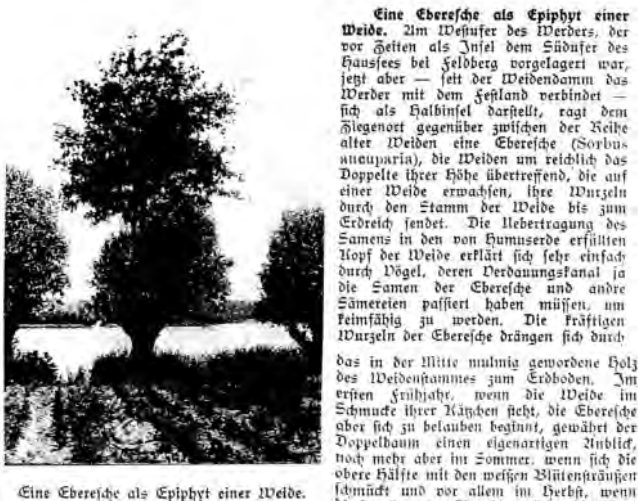 Eine Eberesche als Epiphyt einer
Weide. Am Westufer des Werders, der
vor Zeiten als Insel dem Südufer des
Haussees bei Feldberg vorgelagert war,
jetzt aber — seit der Weidendamm das
Werder mit dem Festland verbindet —
sich als Halbinsel darstellt, ragt dem
Ziegenort gegenüber zwischen der Reihe
alter Weiden eine Eberesche (Sorbus
aucuparia), die Weiden um reichlich das
Doppelte ihrer Höhe übertreffend, die auf
einer Weide erwachsen, ihre Wurzeln
durch den Stamm der Weide bis zum
Erdreich sendet. Die Uebertragung des
Samens in den von Humuserde erfüllten
Kopf der Weide erklärt sich sehr einfach
durch Vögel, deren Verdauungskanal ja
die Samen der Eberesche und andre
Sämereien passiert haben müssen, um
keimfähig zu werden. Die kräftigen
Wurzeln der Eberesche drängen sich durch
das in der Mitte mulmig gewordene Holz
des Weidenstammes zum Erdboden. Im
ersten Frühjahr, wenn die Weide im
Schmucke ihrer Kätzchen steht, die Eberesche
aber sich zu belauben beginnt, gewährt der
Doppelbaum einen eigenartigen Anblick,
noch mehr aber im Sommer, wenn sich die
obere Hälfte mit den weißen Blütensträußen
schmückt und vor allem im Herbst, wenn
Eine Eberesche als Epiphyt einer Weide.